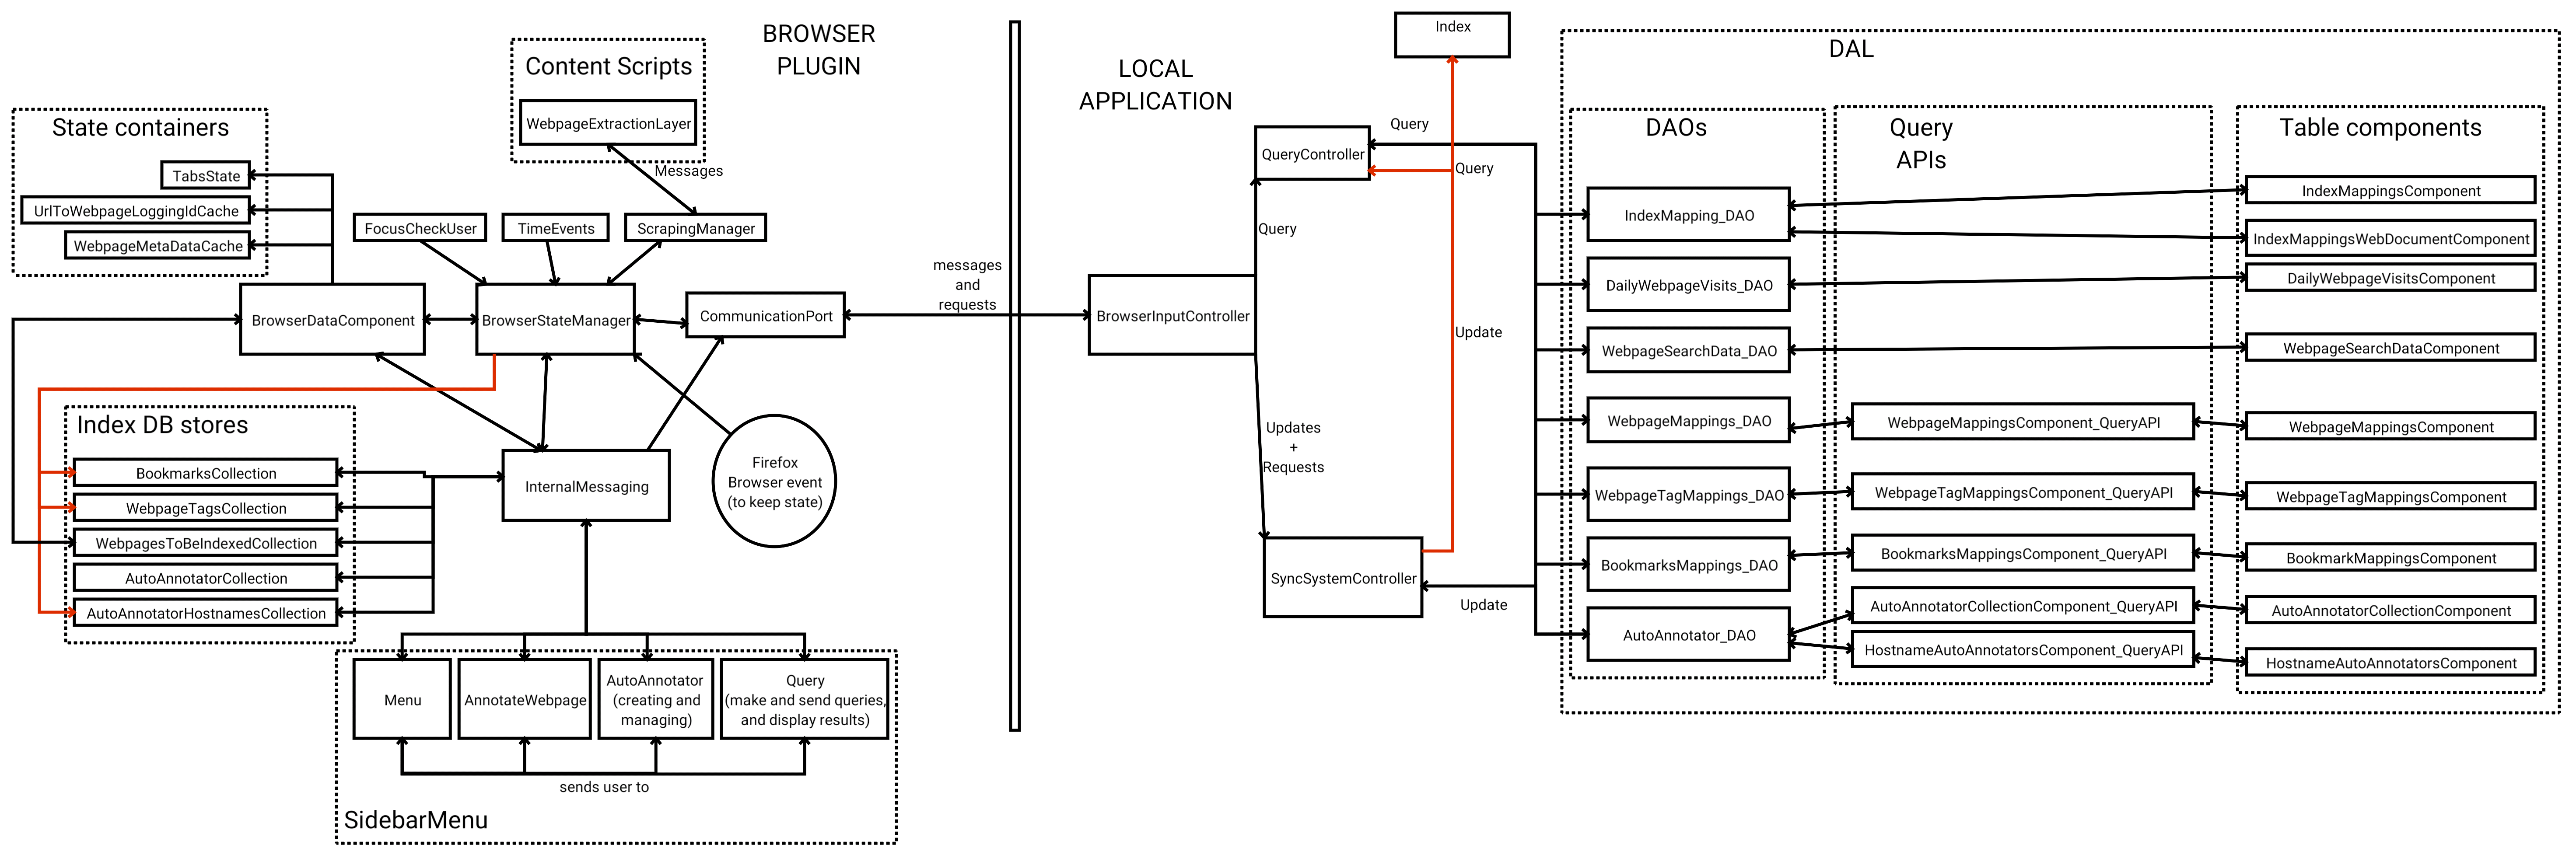 BROWSER
PLUGIN
Content Scripts
WebpageExtractionLayer
Messages
State containers
TabsState
UrlToWebpageLoggingIdCache
WebpageMetaDataCache
FocusCheckUser
TimeEvents
ScrapingManager
BrowserDataComponent
BrowserStateManager
CommunicationPort
messages
and
requests
Index DB stores
BookmarksCollection
WebpageTagsCollection
WebpagesToBeIndexedCollection
AutoAnnotatorCollection
AutoAnnotatorHostnamesCollection
InternalMessaging
Firefox
Browser event
(to keep state)
Menu
AnnotateWebpage
AutoAnnotator
(creating and
managing)
Query
(make and send queries,
and display results)
sends user to
SidebarMenu
LOCAL
APPLICATION
Index
Query
QueryController
Query
Query
BrowserInputController
Update
Updates
+
Requests
SyncSystemController
Update
DAL
DAOs
IndexMapping_DAO
DailyWebpageVisits_DAO
WebpageSearchData_DAO
WebpageMappings_DAO
WebpageTagMappings_DAO
BookmarksMappings_DAO
AutoAnnotator_DAO
Query
APIs
WebpageMappingsComponent_QueryAPI
WebpageTagMappingsComponent_QueryAPI
BookmarksMappingsComponent_QueryAPI
AutoAnnotatorCollectionComponent_QueryAPI
HostnameAutoAnnotatorsComponent_QueryAPI
Table components
IndexMappingsComponent
IndexMappingsWebDocumentComponent
DailyWebpageVisitsComponent
WebpageSearchDataComponent
WebpageMappingsComponent
WebpageTagMappingsComponent
BookmarkMappingsComponent
AutoAnnotatorCollectionComponent
HostnameAutoAnnotatorsComponent